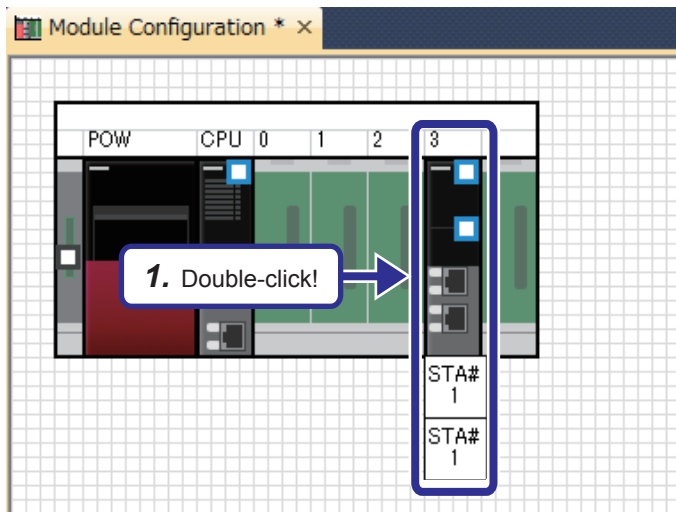 Module Configuration * ×
POW CPU 0 1 2 3
1. Double-click!
STA#
1
STA#
1